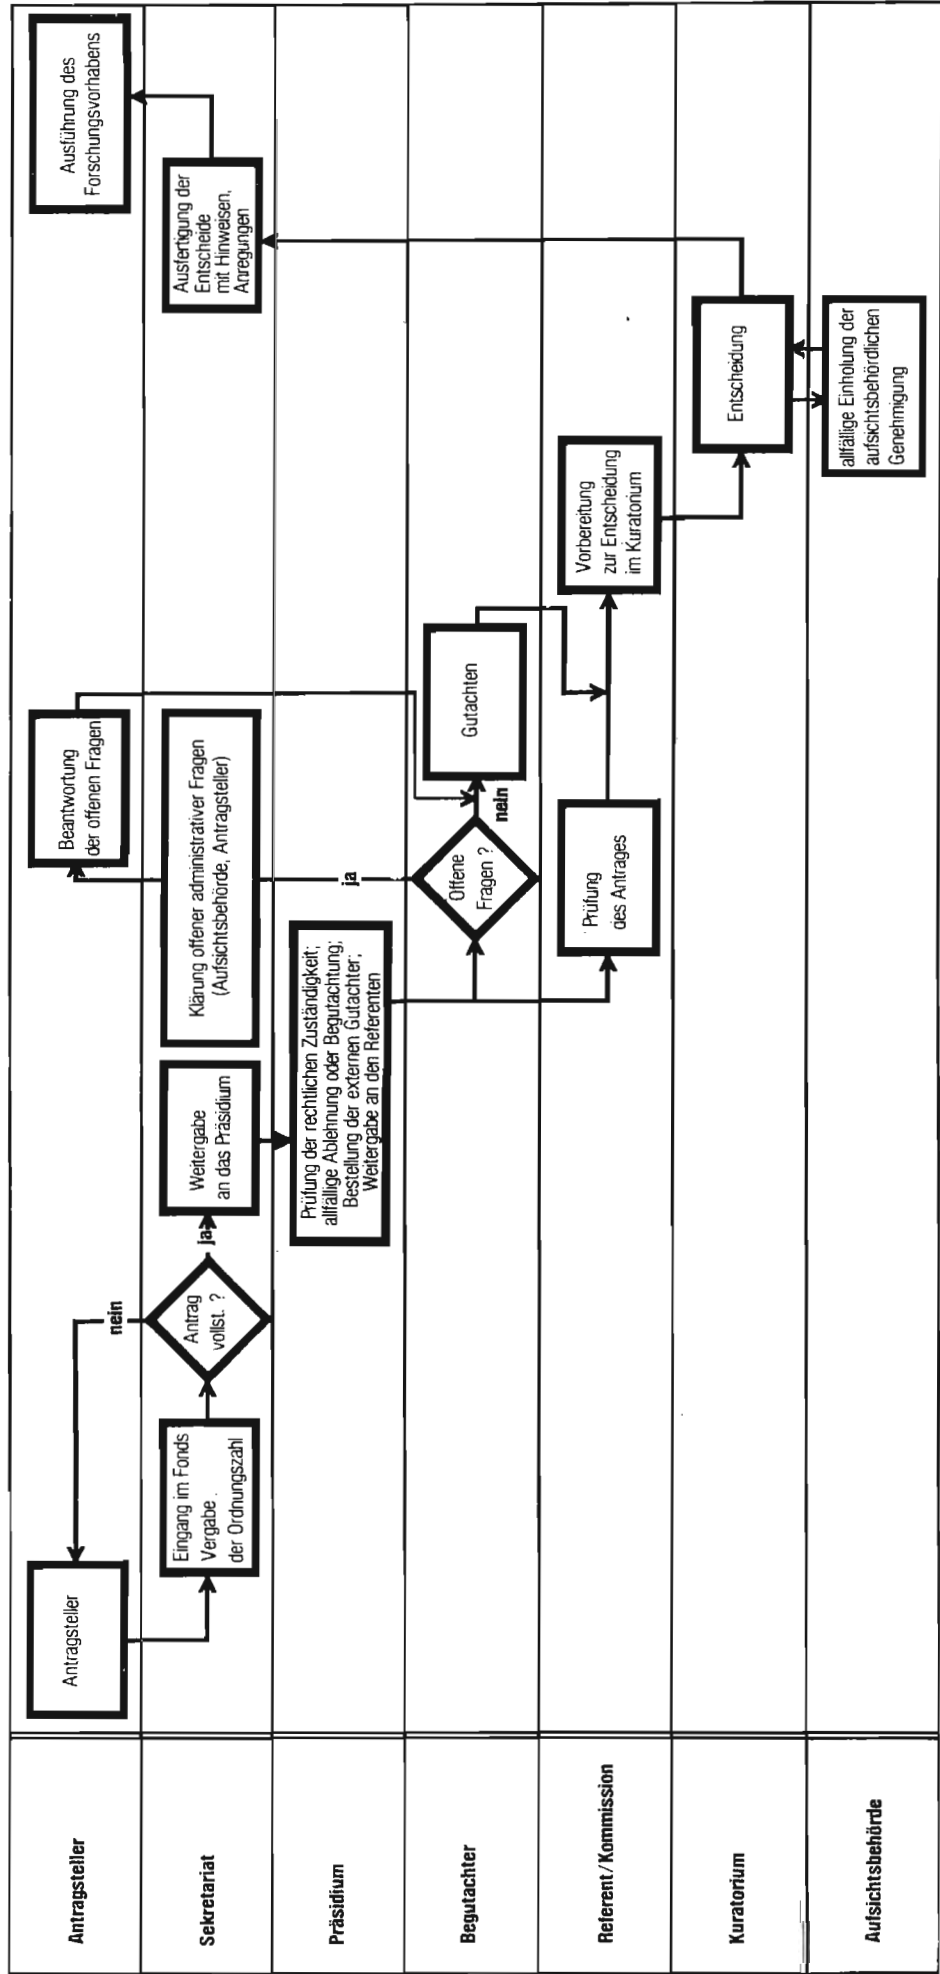 Antragsteller
Antragsteller
nein
Beantwortung
der offenen Fragen
Ausführung des
Forschungsvorhabens
Sekretariat
Eingang im Fonds
Vergabe
der Ordnungszahl
Antrag
vollst. ?
ja
Weitergabe
an das Präsidium
Klärung offener administrativer Fragen
(Aufsichtsbehörde, Antragsteller)
Ausfertigung der
Entscheide
mit Hinweisen,
Anregungen
Präsidium
Prüfung der rechtlichen Zuständigkeit;
allfällige Ablehnung oder Begutachtung;
Bestellung der externen Gutachter;
Weitergabe an den Referenten
ja
Begutachter
Offene
Fragen ?
nein
Gutachten
Referent/Kommission
Prüfung
des Antrages
Vorbereitung
zur Entscheidung
im Kuratorium
Kuratorium
Entscheidung
Aufsichtsbehörde
allfällige Einholung der
aufsichtsbehördlichen
Genehmigung